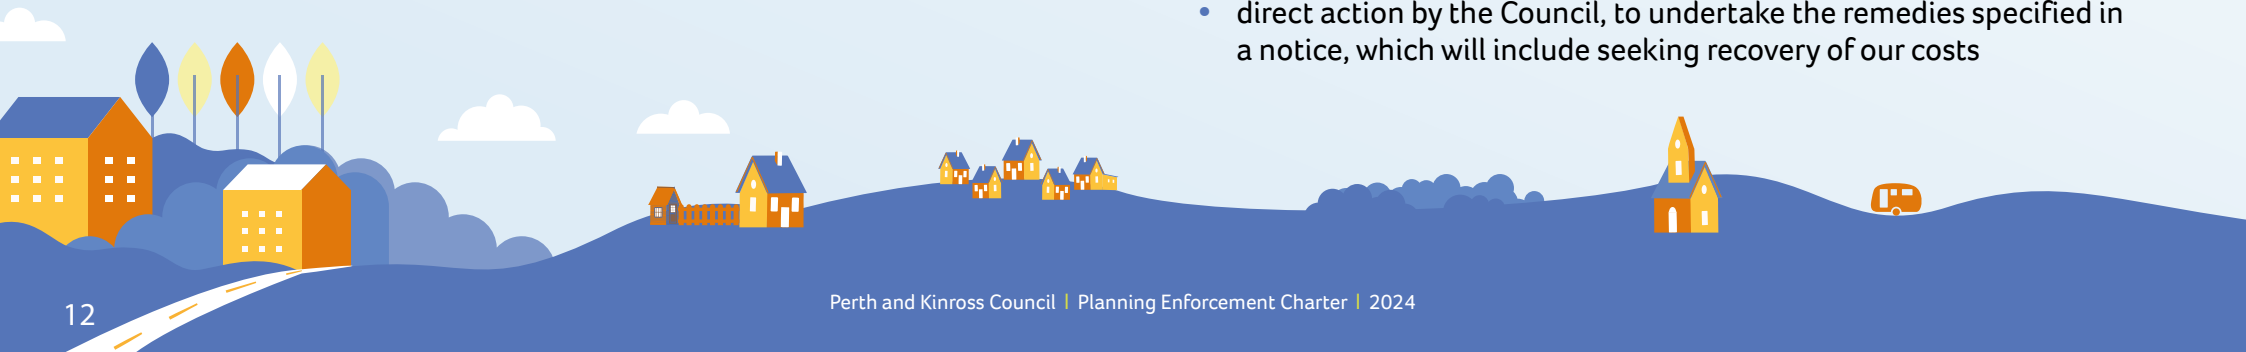 • direct action by the Council, to undertake the remedies specified in
a notice, which will include seeking recovery of our costs
12
Perth and Kinross Council | Planning Enforcement Charter | 2024